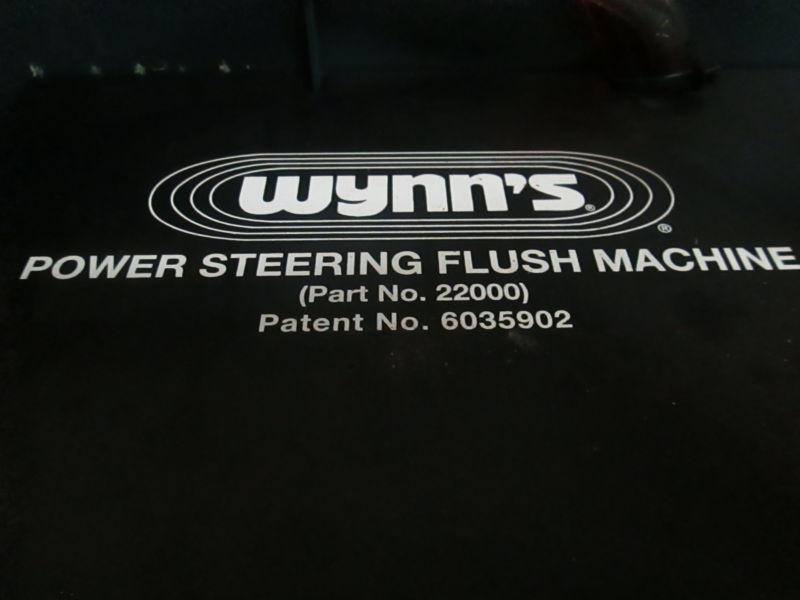 wynn's®
®
POWER STEERING FLUSH MACHINE
(Part No. 22000)
Patent No. 6035902